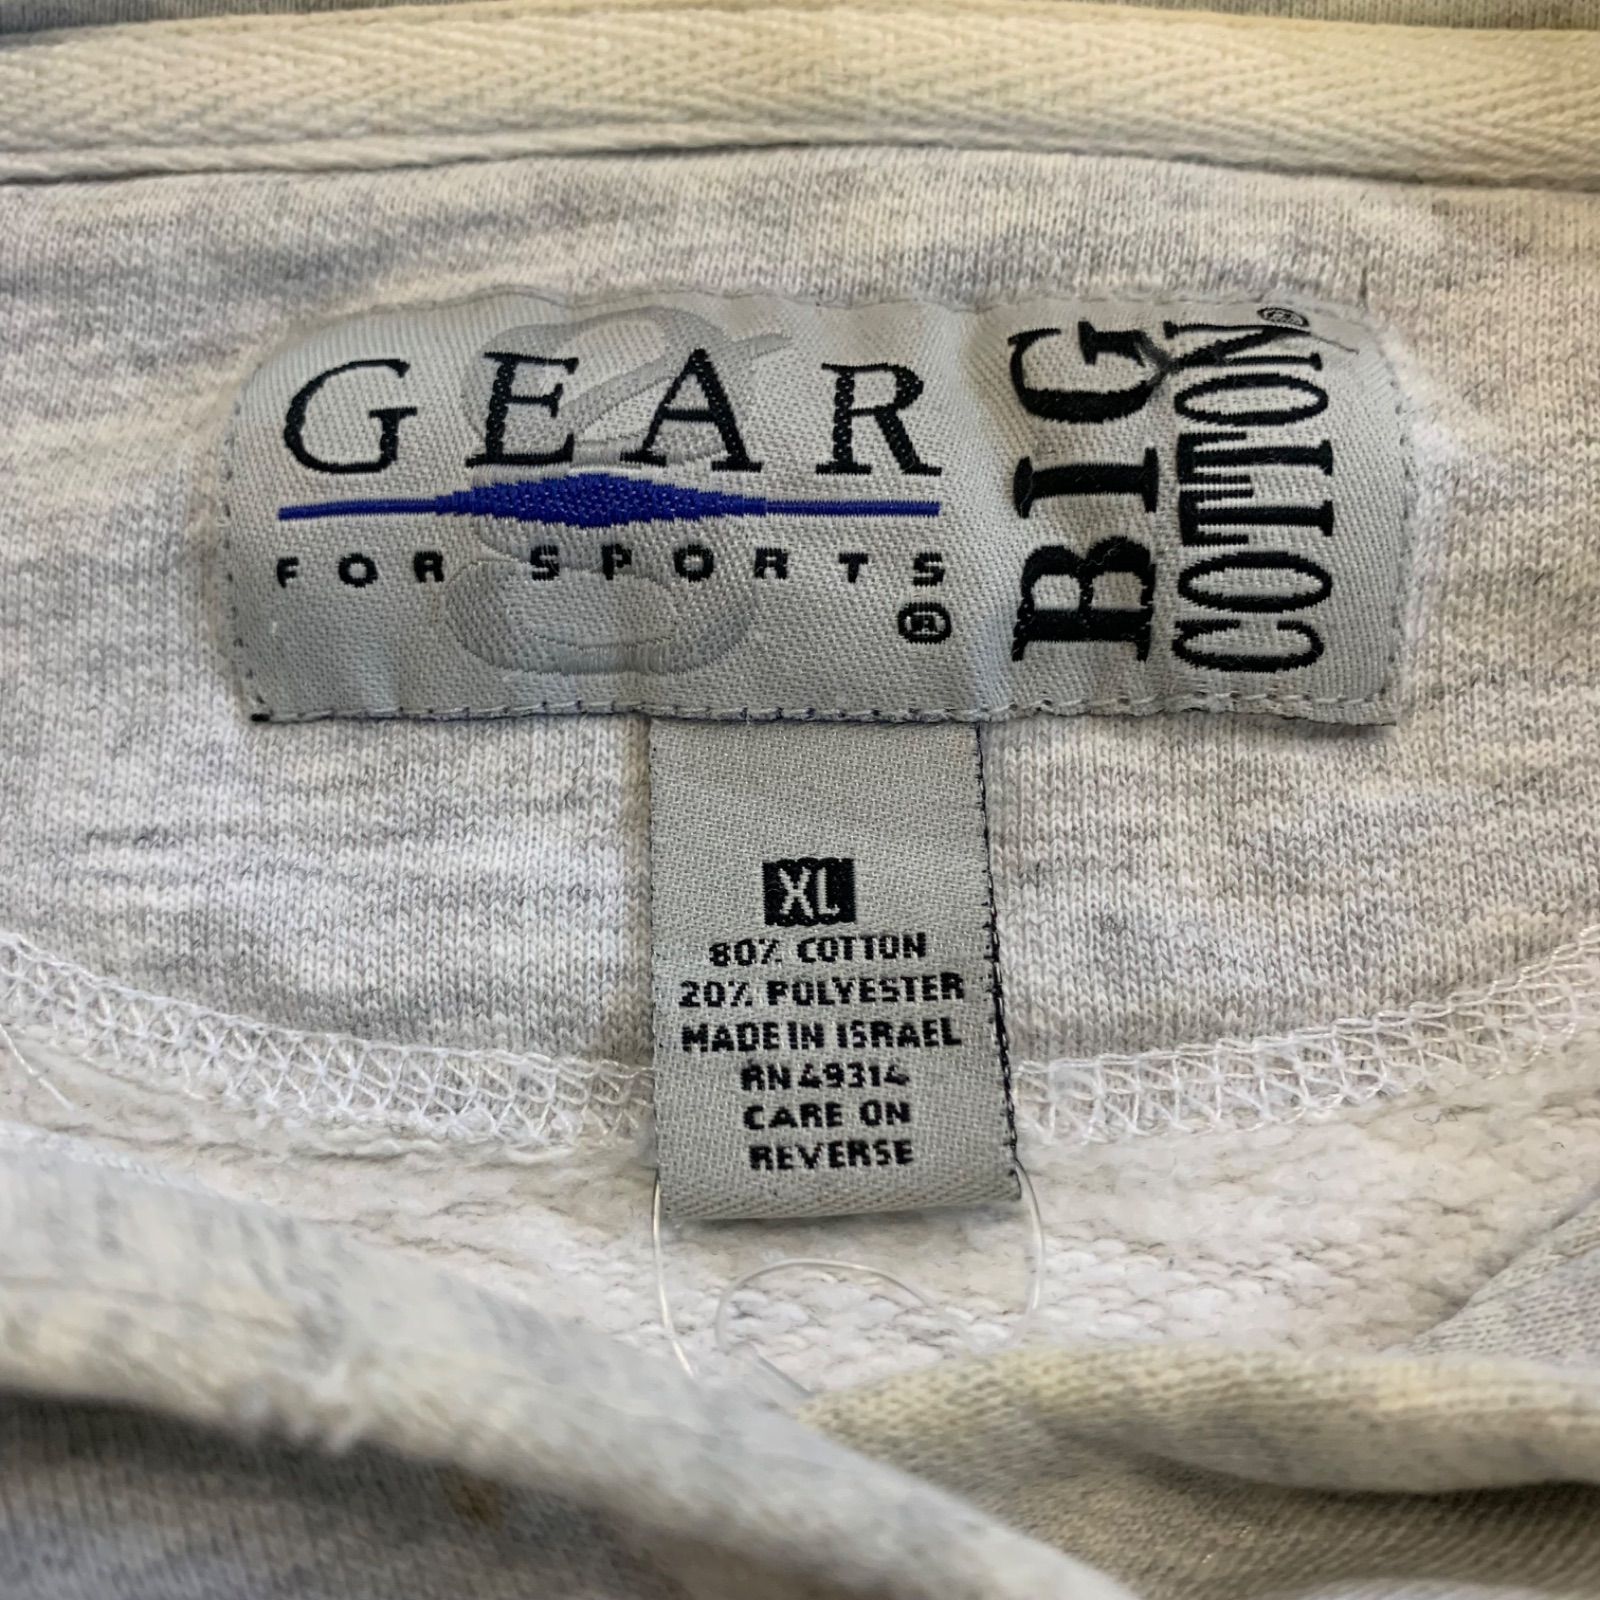 GEAR
FOR SPORTS
®
BIG
COTTON®
XL
80% COTTON
20% POLYESTER
MADE IN ISRAEL
RN 49314
CARE ON
REVERSE